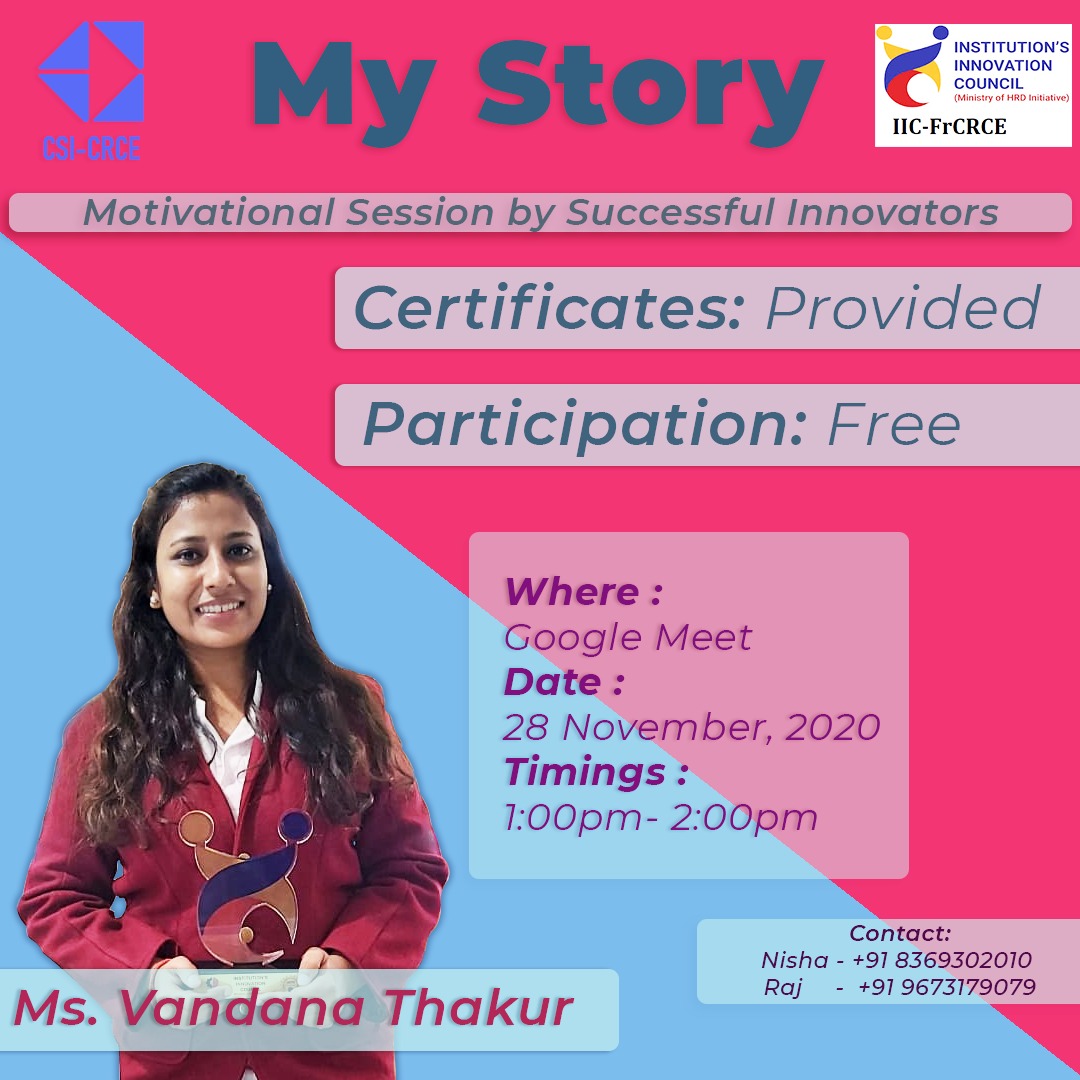 CSI-CRCE
My Story
INSTITUTION'S
INNOVATION
COUNCIL
(Ministry of HRD Initiative)
IIC-FrCRCE
Motivational Session by Successful Innovators
Certificates: Provided
Participation: Free
Where :
Google Meet
Date :
28 November, 2020
Timings :
1:00pm- 2:00pm
Contact:
Nisha - +91 8369302010
Raj - +91 9673179079
INSTITUTION'S
INNOVATION
Ms. Vandana Thakur